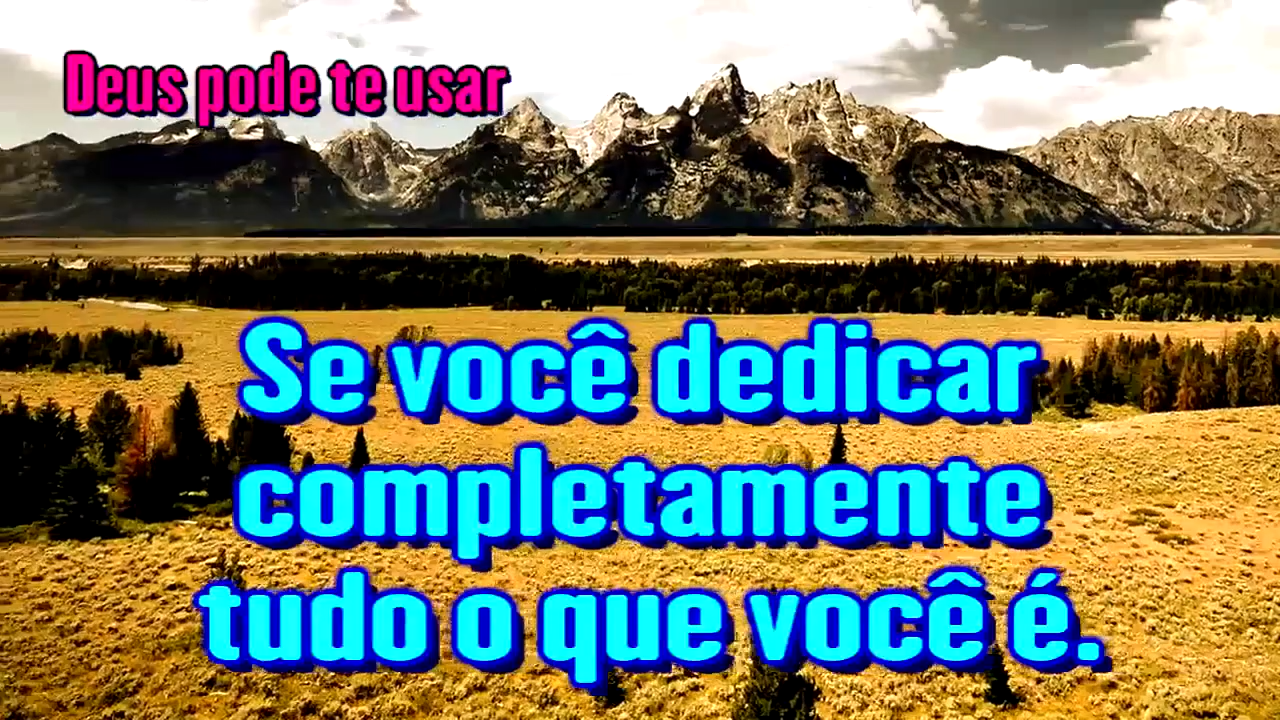 Deus pode te usar
Se você dedicar
completamente
tudo o que você é.